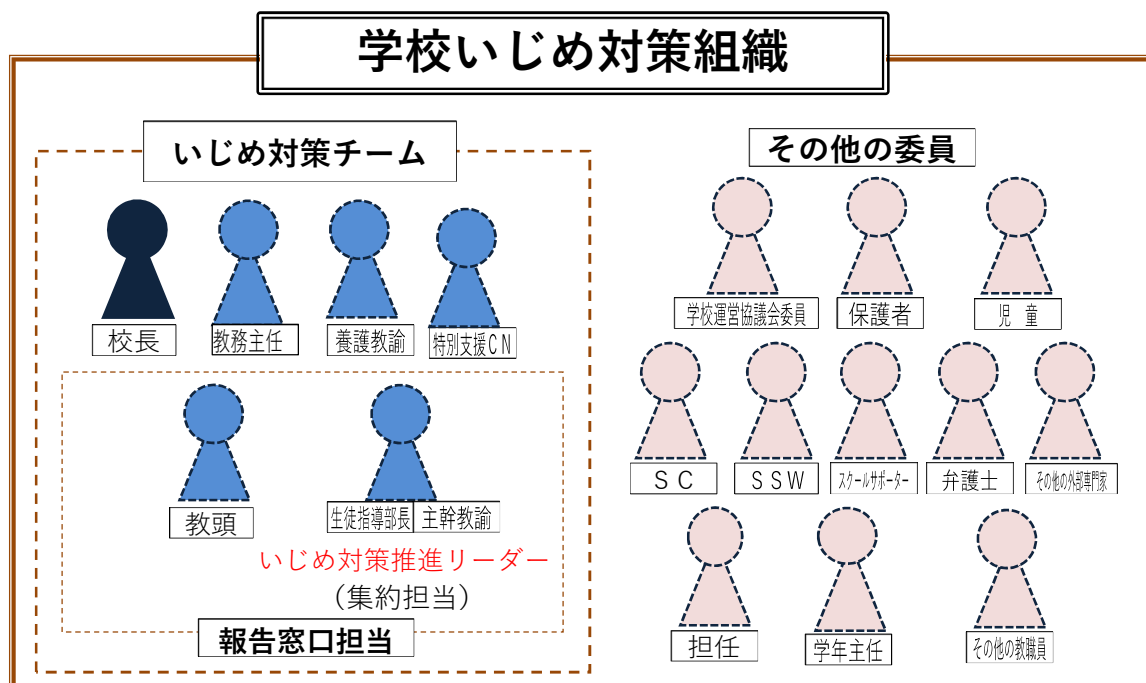 学校いじめ対策組織
いじめ対策チーム
その他の委員
校長
教務主任
養護教諭
特別支援ＣＮ
学校運営協議会委員
保護者
児　童
教頭
生徒指導部長
主幹教諭
いじめ対策推進リーダー
（集約担当）
報告窓口担当
ＳＣ
ＳＳＷ
スクールサポーター
弁護士
その他の外部専門家
担任
学年主任
その他の教職員